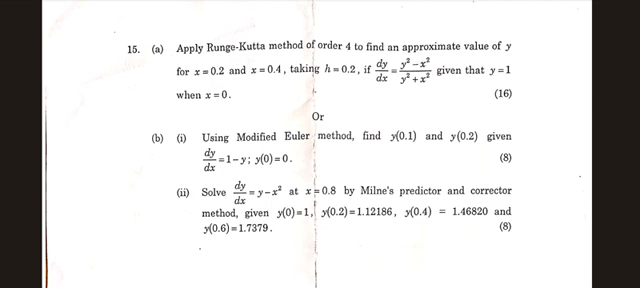 15. (a) Apply Runge-Kutta method of order 4 to find an approximate value of y
for x = 0.2 and x = 0.4, taking h = 0.2, if dy/dx = (y² − x²)/(y² + x²) given that y = 1
when x = 0. (16)
Or
(b) (i) Using Modified Euler method, find y(0.1) and y(0.2) given
dy/dx = 1 − y; y(0) = 0. (8)
(ii) Solve dy/dx = y − x² at x = 0.8 by Milne's predictor and corrector
method, given y(0) = 1, y(0.2) = 1.12186, y(0.4) = 1.46820 and
y(0.6) = 1.7379. (8)